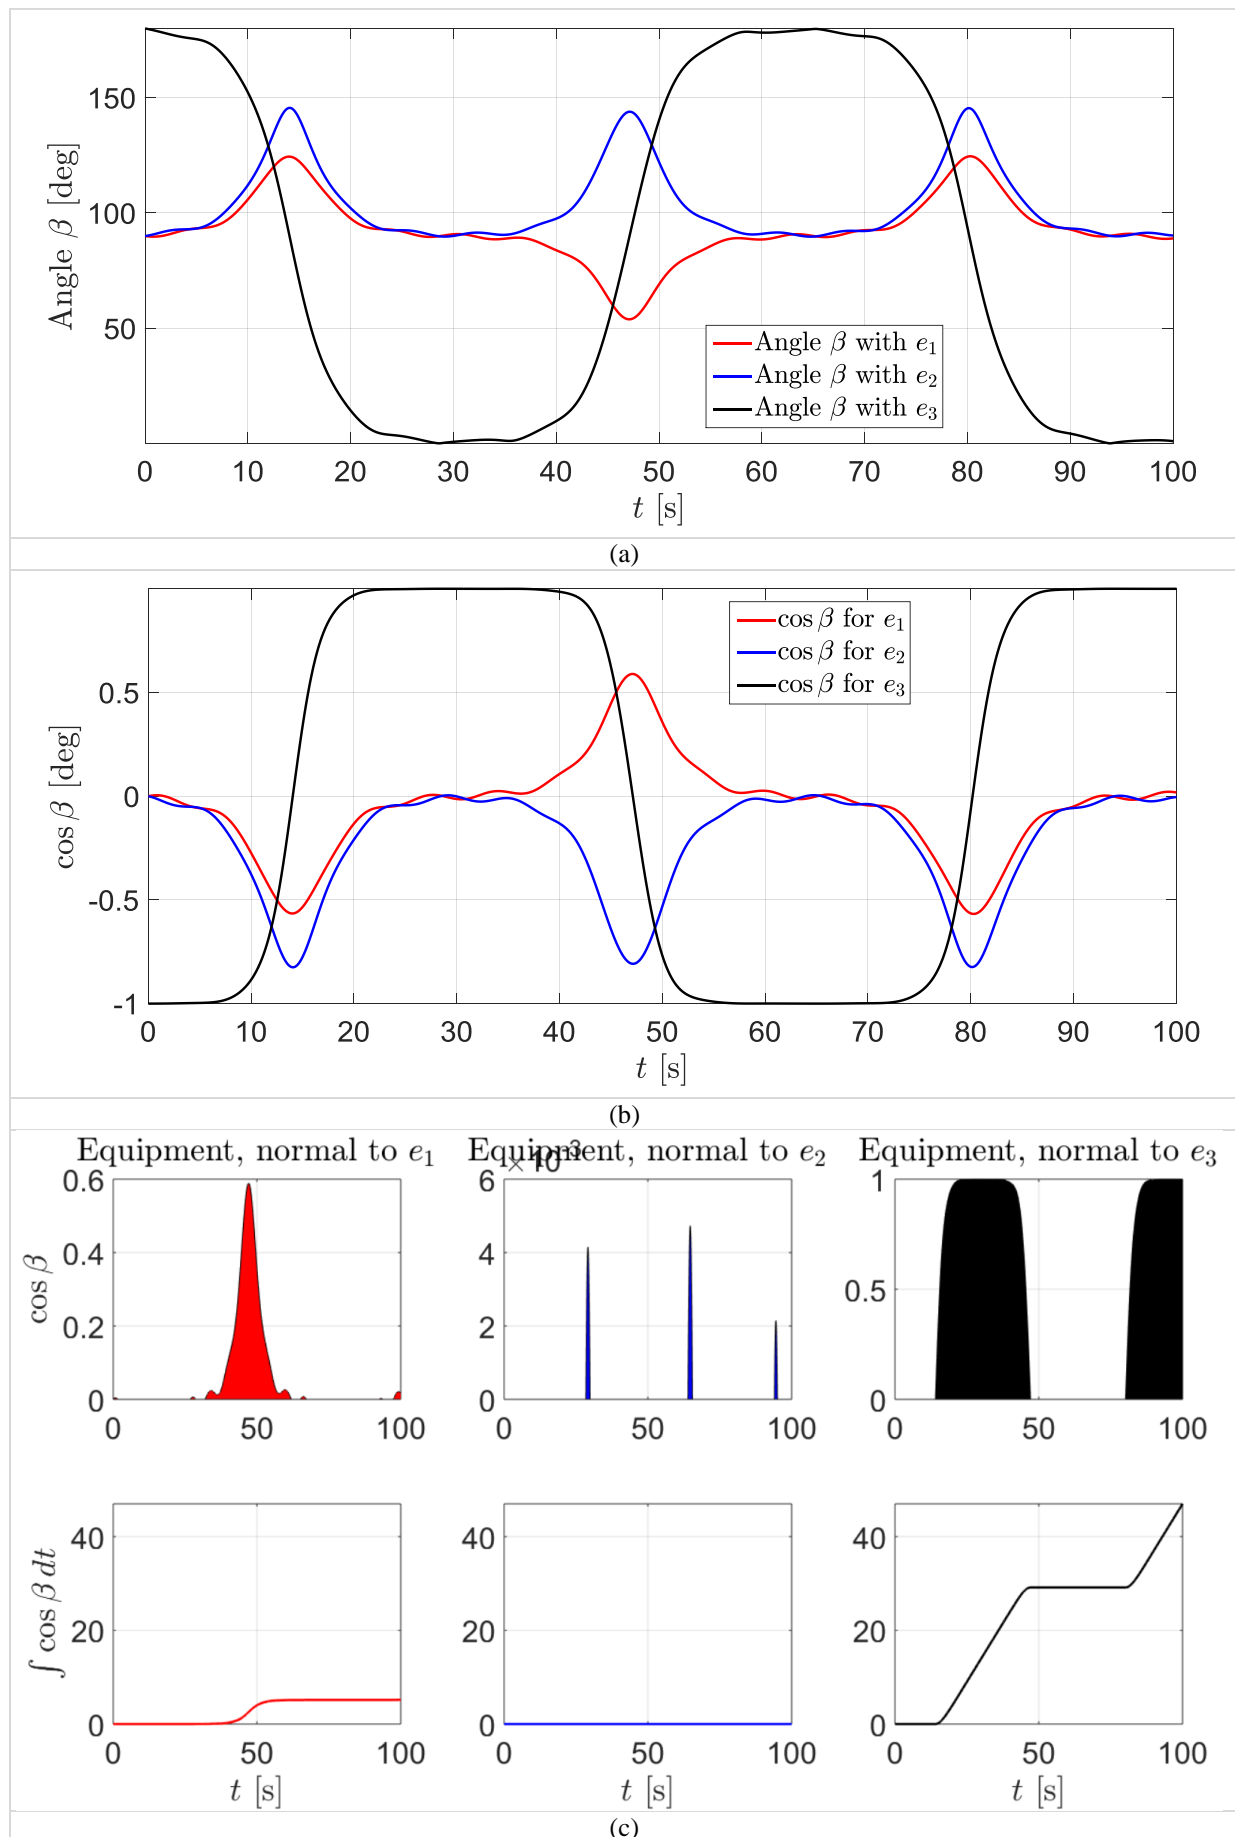 150
100
50
Angle β [deg]
Angle β with e1
Angle β with e2
Angle β with e3
0 10 20 30 40 50 60 70 80 90 100
t [s]
(a)
0.5
0
-0.5
-1
cos β [deg]
cos β for e1
cos β for e2
cos β for e3
0 10 20 30 40 50 60 70 80 90 100
t [s]
(b)
Equipment, normal to e1 Equipment, normal to e2 Equipment, normal to e3
× 10-3
0.6 6 1
0.4 4
0.5
0.2 2
0 0 0
cos β
0 50 100 0 50 100 0 50 100
40 40 40
20 20 20
0 0 0
∫ cos β dt
0 50 100 0 50 100 0 50 100
t [s] t [s] t [s]
(c)